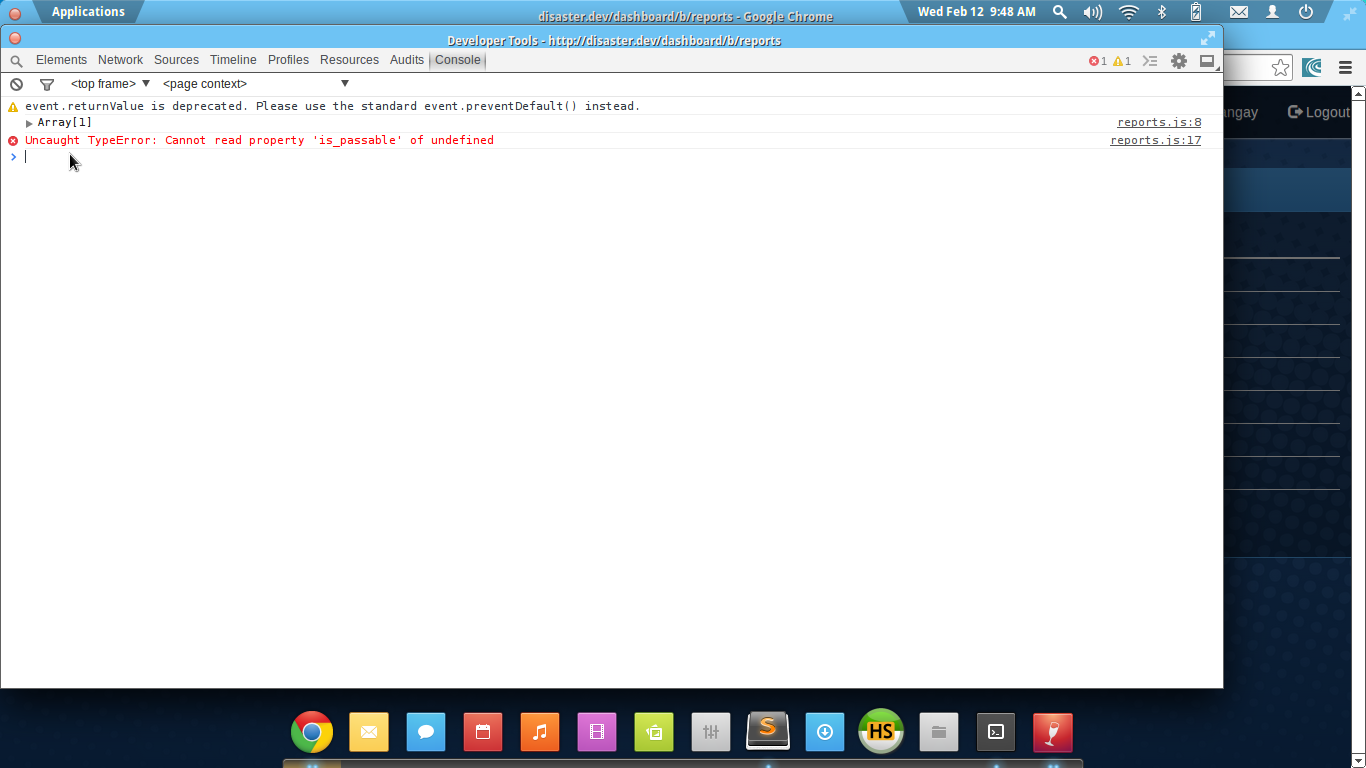 Applications
disaster.dev/dashboard/b/reports - Google Chrome
Wed Feb 12 9:48 AM
Developer Tools - http://disaster.dev/dashboard/b/reports
Elements Network Sources Timeline Profiles Resources Audits Console 1 1
<top frame> <page context>
event.returnValue is deprecated. Please use the standard event.preventDefault() instead.
Array[1] reports.js:8
Uncaught TypeError: Cannot read property 'is_passable' of undefined reports.js:17
angay Logout
S
HS